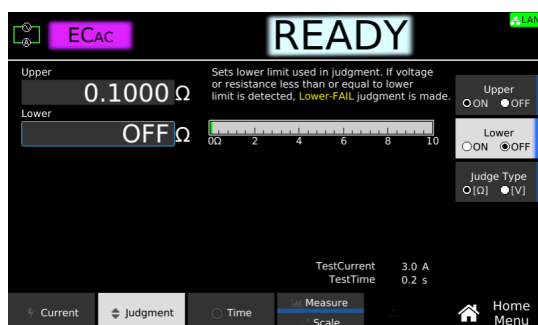 ECAC
READY
LAN
Upper
0.1000 Ω
Lower
OFF Ω
Sets lower limit used in judgment. If voltage
or resistance less than or equal to lower
limit is detected, Lower-FAIL judgment is made.
0Ω 2 4 6 8 10
Upper
ON OFF
Lower
ON OFF
Judge Type
[Ω] [V]
TestCurrent 3.0 A
TestTime 0.2 s
Current
Judgment
Time
Measure
Scale
Home
Menu